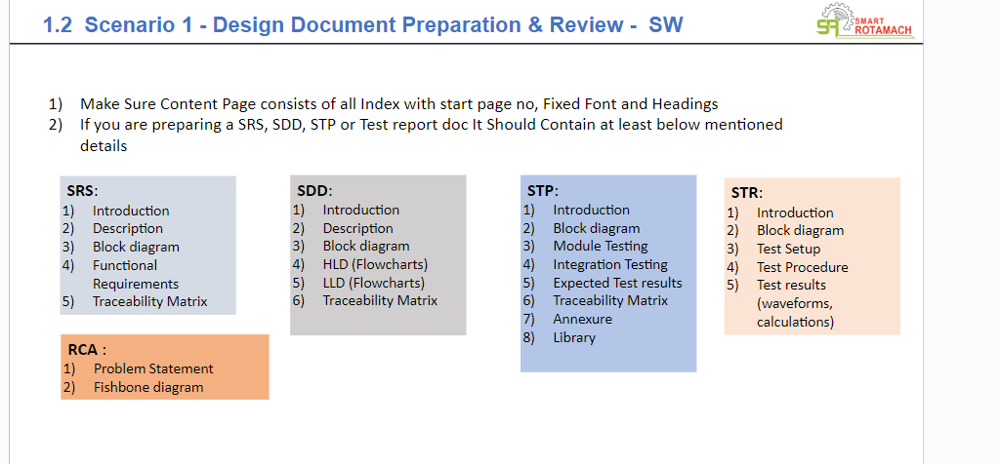 1.2 Scenario 1 - Design Document Preparation & Review - SW
SMART
ROTAMACH
1) Make Sure Content Page consists of all Index with start page no, Fixed Font and Headings
2) If you are preparing a SRS, SDD, STP or Test report doc It Should Contain at least below mentioned
details
SRS:
1) Introduction
2) Description
3) Block diagram
4) Functional
Requirements
5) Traceability Matrix
SDD:
1) Introduction
2) Description
3) Block diagram
4) HLD (Flowcharts)
5) LLD (Flowcharts)
6) Traceability Matrix
STP:
1) Introduction
2) Block diagram
3) Module Testing
4) Integration Testing
5) Expected Test results
6) Traceability Matrix
7) Annexure
8) Library
STR:
1) Introduction
2) Block diagram
3) Test Setup
4) Test Procedure
5) Test results
(waveforms,
calculations)
RCA :
1) Problem Statement
2) Fishbone diagram